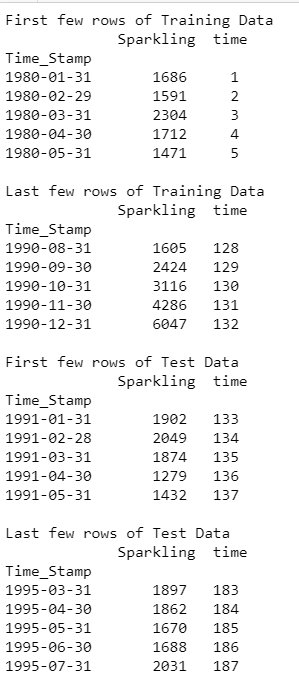 First few rows of Training Data
Sparkling time
Time_Stamp
1980-01-31 1686 1
1980-02-29 1591 2
1980-03-31 2304 3
1980-04-30 1712 4
1980-05-31 1471 5
Last few rows of Training Data
Sparkling time
Time_Stamp
1990-08-31 1605 128
1990-09-30 2424 129
1990-10-31 3116 130
1990-11-30 4286 131
1990-12-31 6047 132
First few rows of Test Data
Sparkling time
Time_Stamp
1991-01-31 1902 133
1991-02-28 2049 134
1991-03-31 1874 135
1991-04-30 1279 136
1991-05-31 1432 137
Last few rows of Test Data
Sparkling time
Time_Stamp
1995-03-31 1897 183
1995-04-30 1862 184
1995-05-31 1670 185
1995-06-30 1688 186
1995-07-31 2031 187